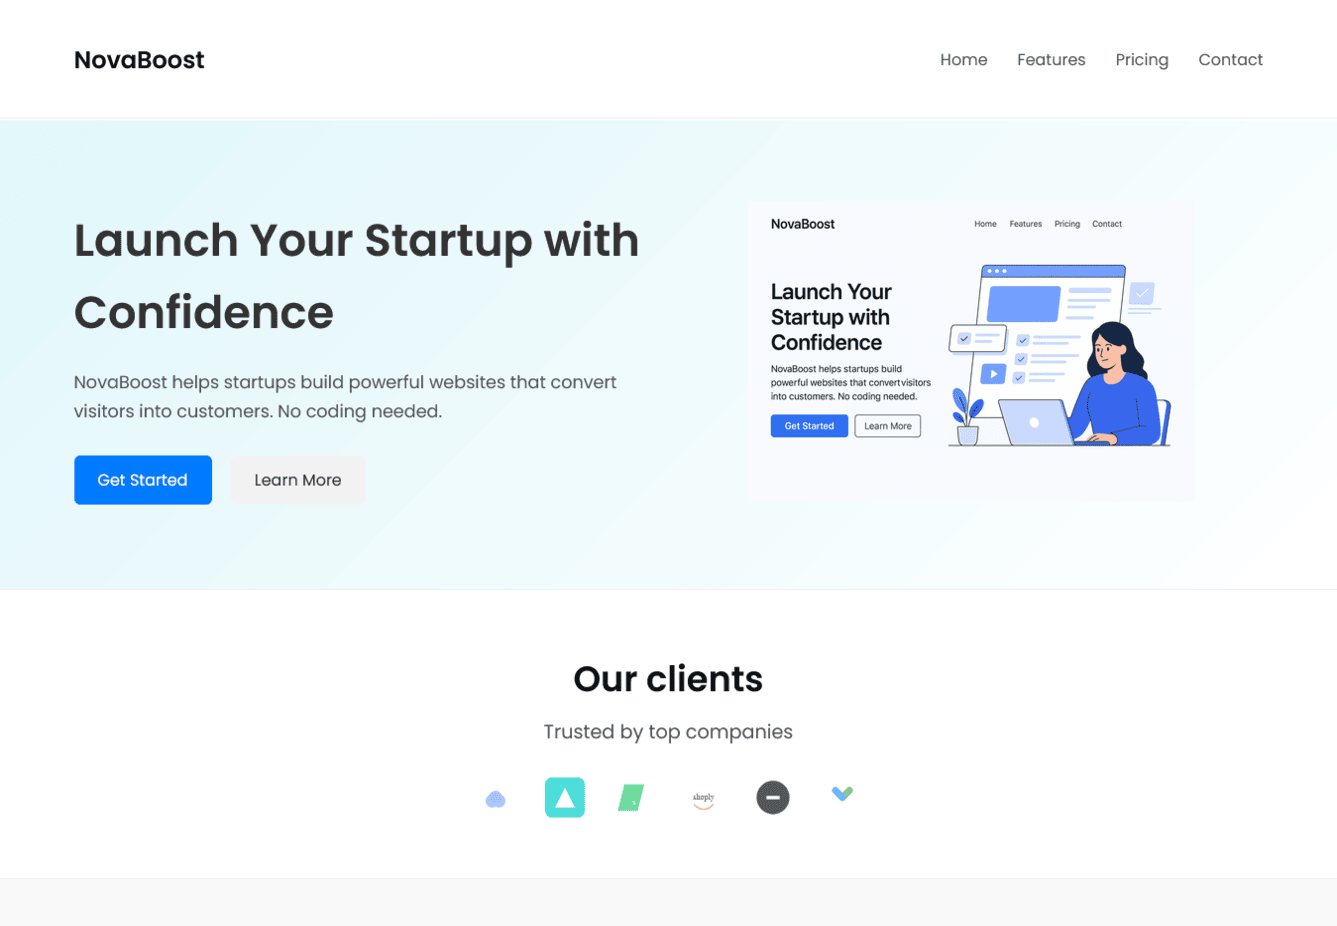 NovaBoost
Home Features Pricing Contact
Launch Your Startup with
Confidence
NovaBoost helps startups build powerful websites that convert
visitors into customers. No coding needed.
Get Started Learn More
NovaBoost
Home Features Pricing Contact
Launch Your
Startup with
Confidence
NovaBoost helps startups build
powerful websites that convert visitors
into customers. No coding needed.
Get Started Learn More
Our clients
Trusted by top companies
shoply